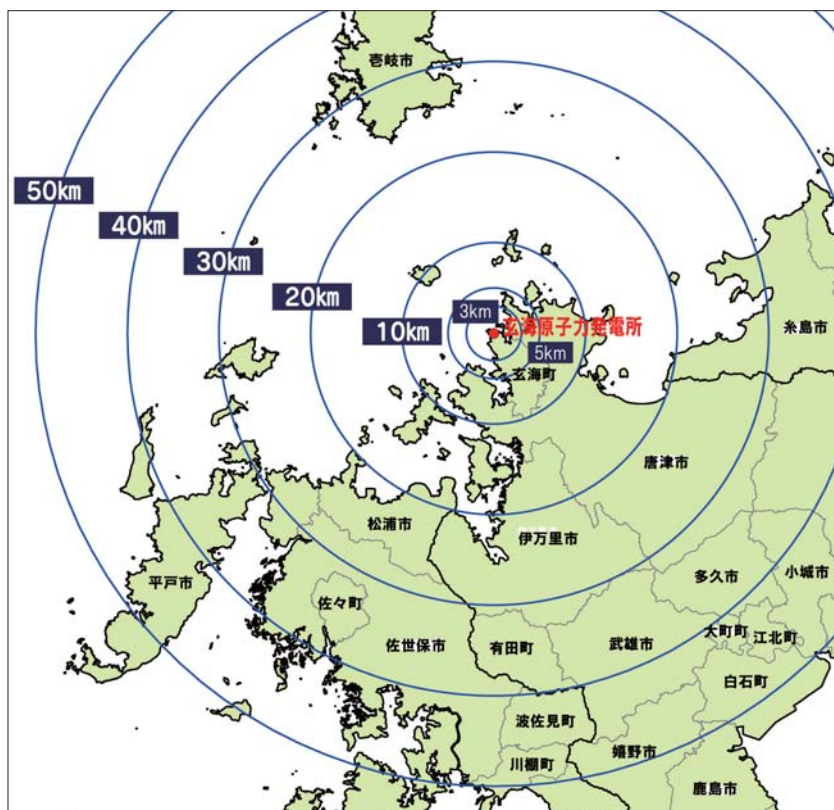 壱岐市
50km
40km
30km
20km
10km
3km
玄海原子力発電所
5km
玄海町
糸島市
唐津市
松浦市
伊万里市
平戸市
多久市
小城市
佐々町
佐世保市
有田町
武雄市
大町町
江北町
白石町
波佐見町
嬉野市
川棚町
鹿島市